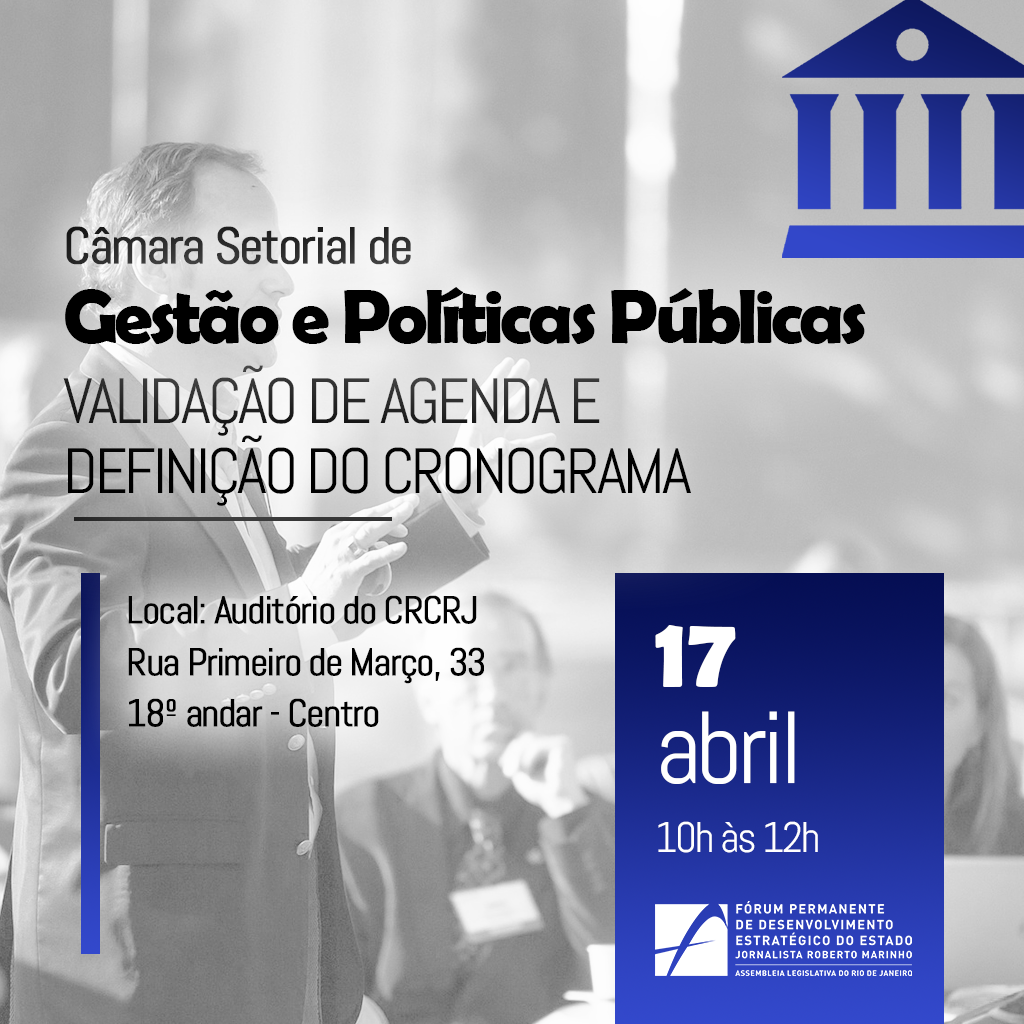 Câmara Setorial de
Gestão e Políticas Públicas
VALIDAÇÃO DE AGENDA E
DEFINIÇÃO DO CRONOGRAMA
Local: Auditório do CRCRJ
Rua Primeiro de Março, 33
18º andar - Centro
17
abril
10h às 12h
FÓRUM PERMANENTE
DE DESENVOLVIMENTO
ESTRATÉGICO DO ESTADO
JORNALISTA ROBERTO MARINHO
ASSEMBLEIA LEGISLATIVA DO RIO DE JANEIRO